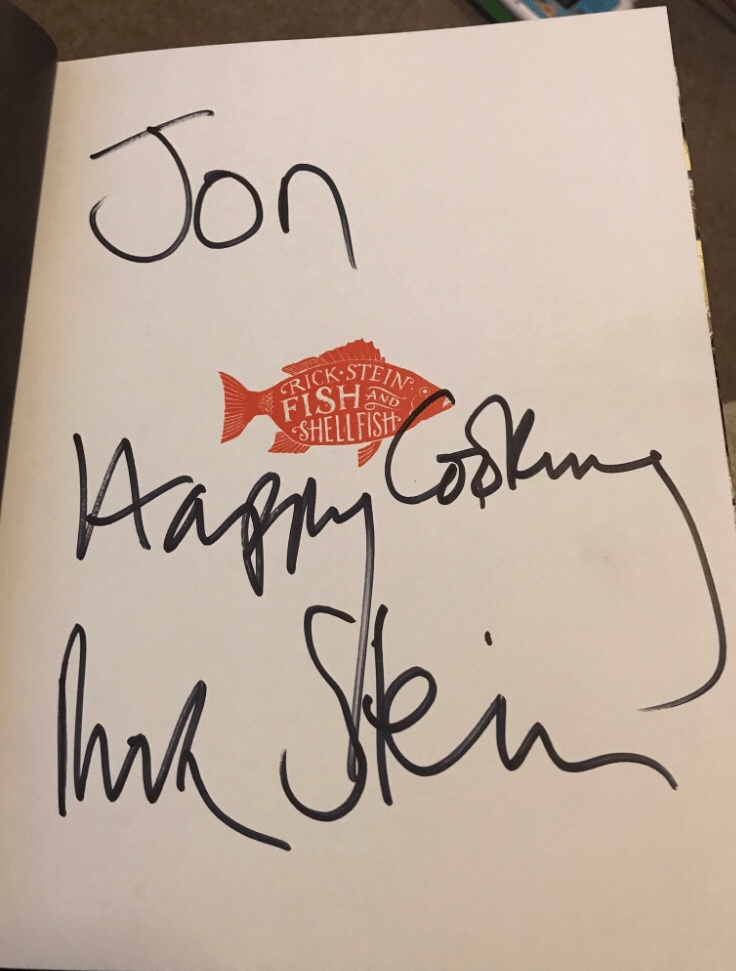 Jon
RICK·STEIN
FISH AND
SHELLFISH
Happy Cooking
Rick Stein